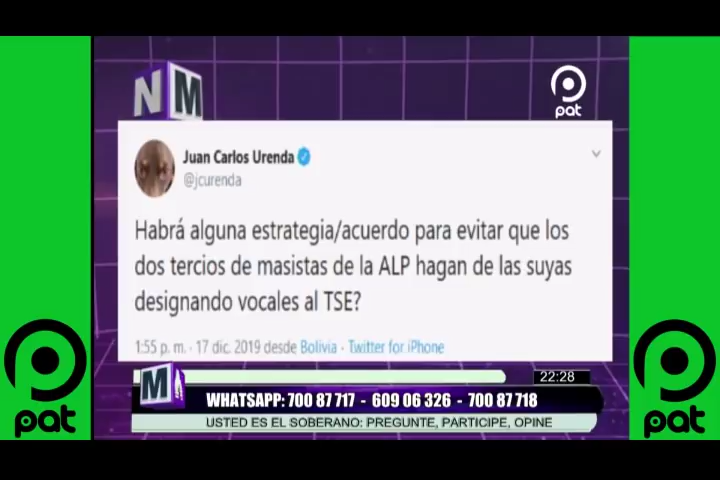 NM
pat
Juan Carlos Urenda
@jcurenda
Habrá alguna estrategia/acuerdo para evitar que los
dos tercios de masistas de la ALP hagan de las suyas
designando vocales al TSE?
1:55 p. m. · 17 dic. 2019 desde Bolivia · Twitter for iPhone
22:28
M
WHATSAPP: 700 87 717 - 609 06 326 - 700 87 718
USTED ES EL SOBERANO: PREGUNTE, PARTICIPE, OPINE
pat
pat